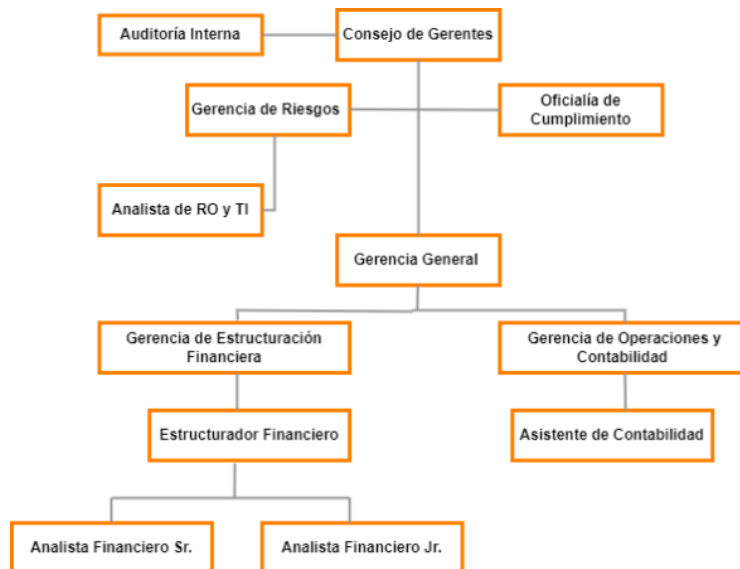 Auditoría Interna
Consejo de Gerentes
Gerencia de Riesgos
Oficialía de
Cumplimiento
Analista de RO y TI
Gerencia General
Gerencia de Estructuración
Financiera
Gerencia de Operaciones y
Contabilidad
Estructurador Financiero
Asistente de Contabilidad
Analista Financiero Sr.
Analista Financiero Jr.